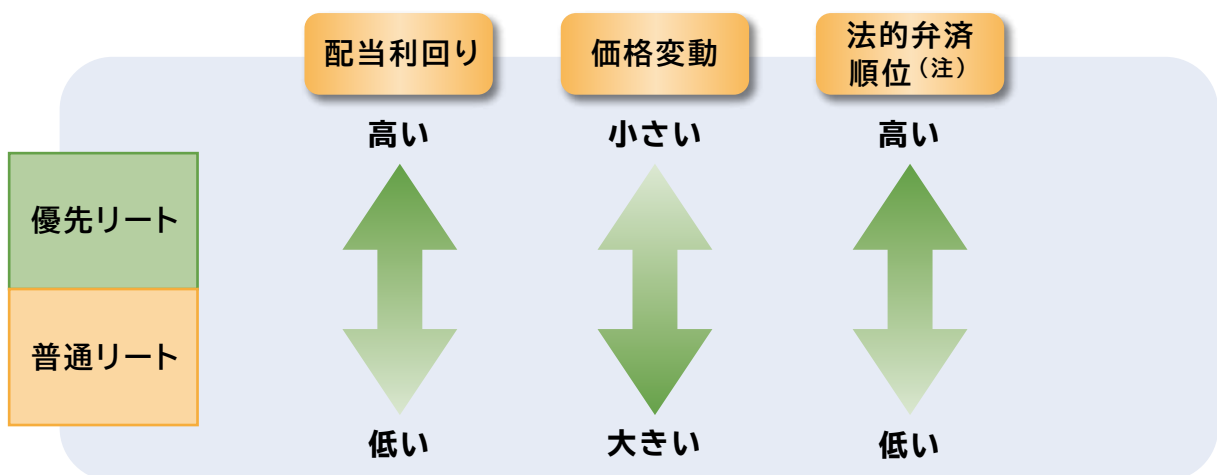 配当利回り
価格変動
法的弁済
順位（注）
高い
小さい
高い
優先リート
普通リート
低い
大きい
低い